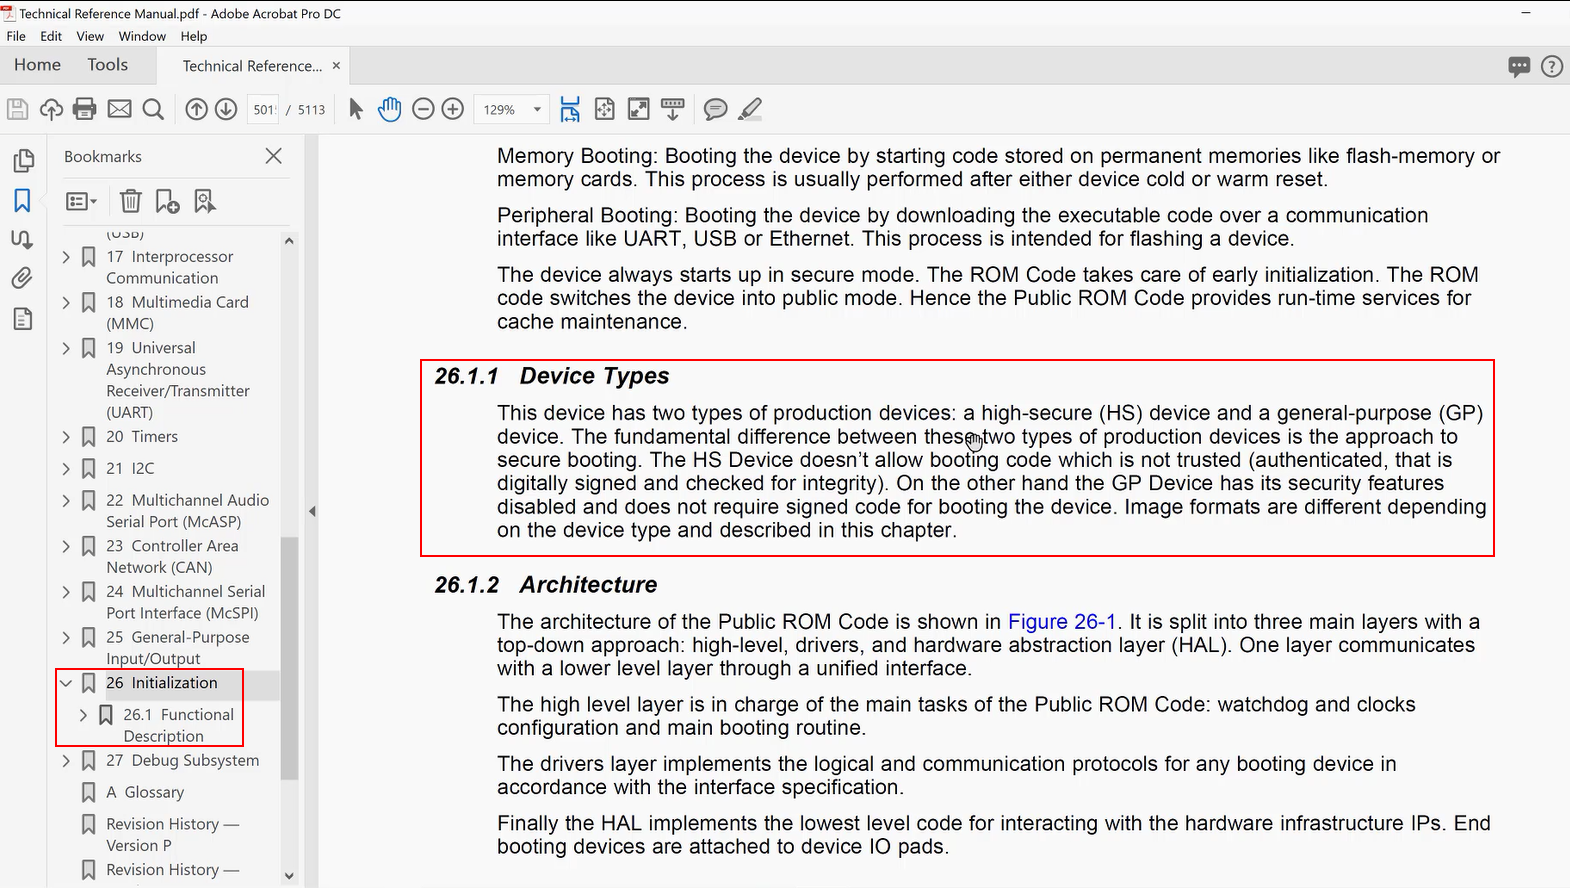 Technical Reference Manual.pdf - Adobe Acrobat Pro DC
File Edit View Window Help
Home Tools Technical Reference... ×
501 / 5113 129%
Bookmarks
(USB)
17 Interprocessor
Communication
18 Multimedia Card
(MMC)
19 Universal
Asynchronous
Receiver/Transmitter
(UART)
20 Timers
21 I2C
22 Multichannel Audio
Serial Port (McASP)
23 Controller Area
Network (CAN)
24 Multichannel Serial
Port Interface (McSPI)
25 General-Purpose
Input/Output
26 Initialization
26.1 Functional
Description
27 Debug Subsystem
A Glossary
Revision History —
Version P
Revision History —
Memory Booting: Booting the device by starting code stored on permanent memories like flash-memory or
memory cards. This process is usually performed after either device cold or warm reset.
Peripheral Booting: Booting the device by downloading the executable code over a communication
interface like UART, USB or Ethernet. This process is intended for flashing a device.
The device always starts up in secure mode. The ROM Code takes care of early initialization. The ROM
code switches the device into public mode. Hence the Public ROM Code provides run-time services for
cache maintenance.
26.1.1 Device Types
This device has two types of production devices: a high-secure (HS) device and a general-purpose (GP)
device. The fundamental difference between these two types of production devices is the approach to
secure booting. The HS Device doesn't allow booting code which is not trusted (authenticated, that is
digitally signed and checked for integrity). On the other hand the GP Device has its security features
disabled and does not require signed code for booting the device. Image formats are different depending
on the device type and described in this chapter.
26.1.2 Architecture
The architecture of the Public ROM Code is shown in Figure 26-1. It is split into three main layers with a
top-down approach: high-level, drivers, and hardware abstraction layer (HAL). One layer communicates
with a lower level layer through a unified interface.
The high level layer is in charge of the main tasks of the Public ROM Code: watchdog and clocks
configuration and main booting routine.
The drivers layer implements the logical and communication protocols for any booting device in
accordance with the interface specification.
Finally the HAL implements the lowest level code for interacting with the hardware infrastructure IPs. End
booting devices are attached to device IO pads.